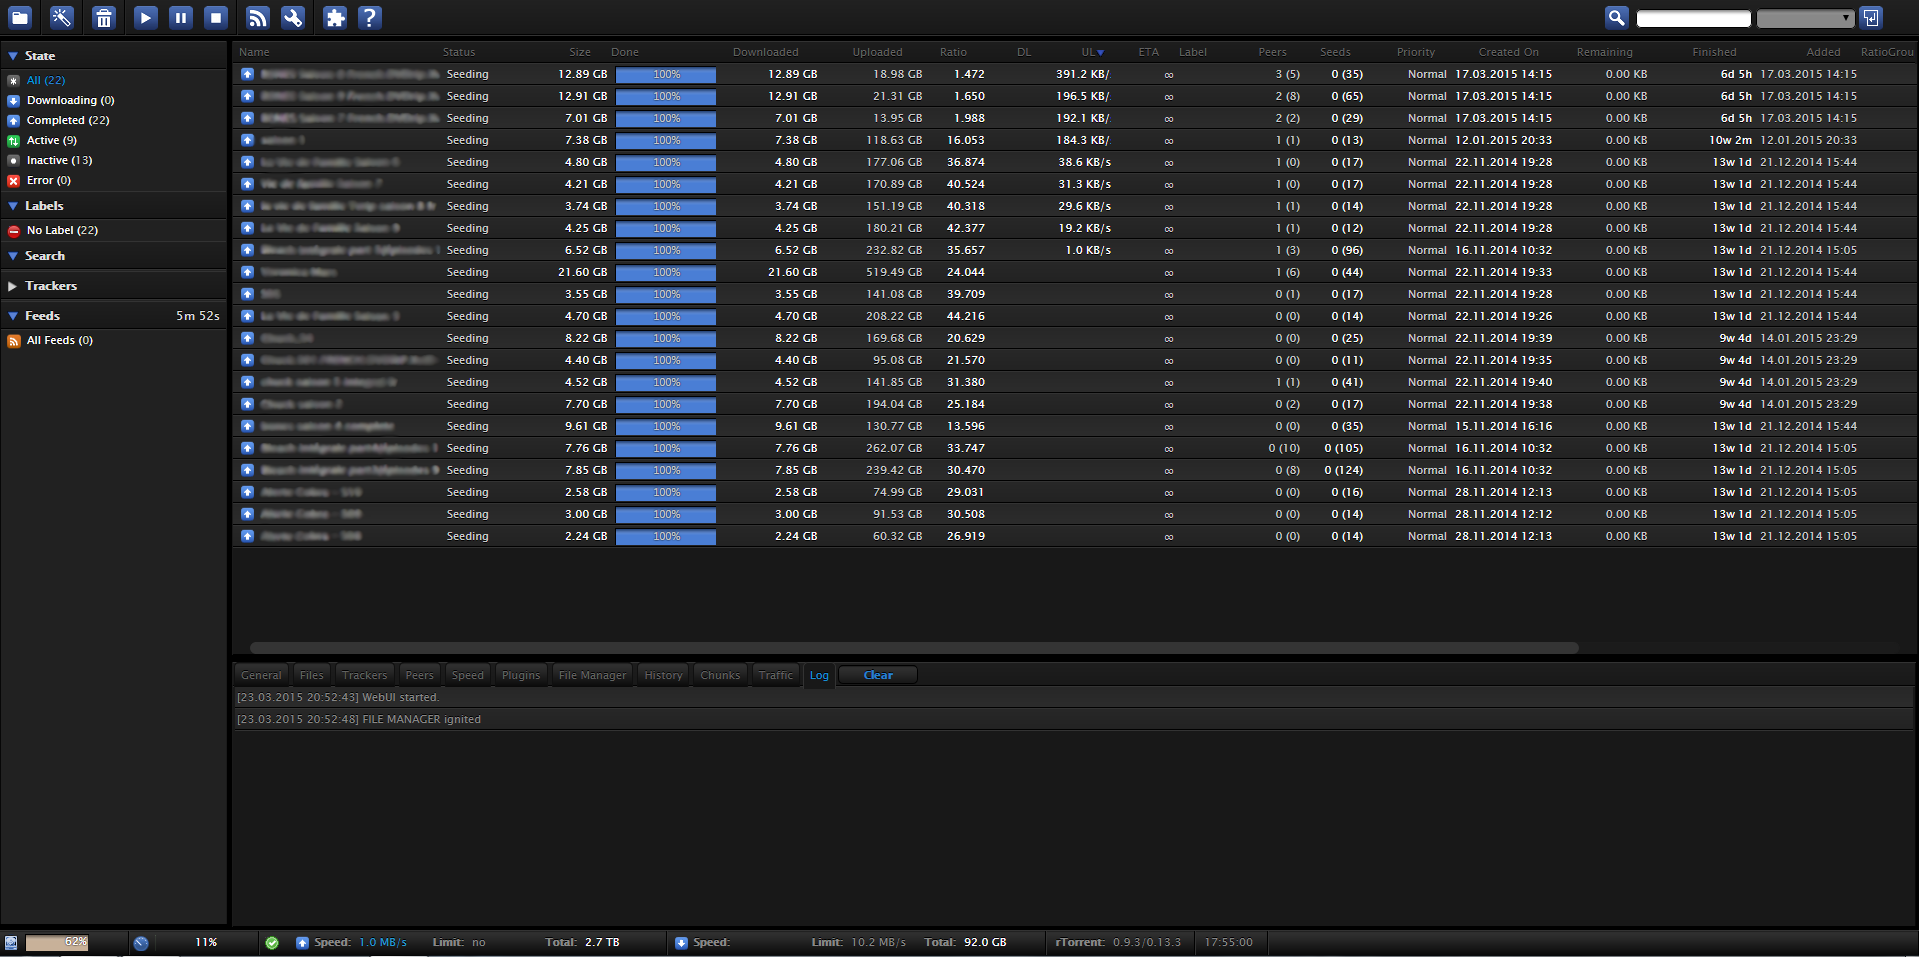 State
All (22)
Downloading (0)
Completed (22)
Active (9)
Inactive (13)
Error (0)
Labels
No Label (22)
Search
Trackers
Feeds 5m 52s
All Feeds (0)
Name Status Size Done Downloaded Uploaded Ratio DL UL ETA Label Peers Seeds Priority Created On Remaining Finished Added RatioGrou
Seeding 12.89 GB 100% 12.89 GB 18.98 GB 1.472 391.2 KB/ ∞ 3 (5) 0 (35) Normal 17.03.2015 14:15 0.00 KB 6d 5h 17.03.2015 14:15
Seeding 12.91 GB 100% 12.91 GB 21.31 GB 1.650 196.5 KB/ ∞ 2 (8) 0 (65) Normal 17.03.2015 14:15 0.00 KB 6d 5h 17.03.2015 14:15
Seeding 7.01 GB 100% 7.01 GB 13.95 GB 1.988 192.1 KB/ ∞ 2 (2) 0 (29) Normal 17.03.2015 14:15 0.00 KB 6d 5h 17.03.2015 14:15
Seeding 7.38 GB 100% 7.38 GB 118.63 GB 16.053 184.3 KB/ ∞ 1 (1) 0 (13) Normal 12.01.2015 20:33 0.00 KB 10w 2m 12.01.2015 20:33
Seeding 4.80 GB 100% 4.80 GB 177.06 GB 36.874 38.6 KB/s ∞ 1 (0) 0 (17) Normal 22.11.2014 19:28 0.00 KB 13w 1d 21.12.2014 15:44
Seeding 4.21 GB 100% 4.21 GB 170.89 GB 40.524 31.3 KB/s ∞ 1 (0) 0 (17) Normal 22.11.2014 19:28 0.00 KB 13w 1d 21.12.2014 15:44
Seeding 3.74 GB 100% 3.74 GB 151.19 GB 40.318 29.6 KB/s ∞ 1 (1) 0 (14) Normal 22.11.2014 19:28 0.00 KB 13w 1d 21.12.2014 15:44
Seeding 4.25 GB 100% 4.25 GB 180.21 GB 42.377 19.2 KB/s ∞ 1 (1) 0 (12) Normal 22.11.2014 19:28 0.00 KB 13w 1d 21.12.2014 15:44
Seeding 6.52 GB 100% 6.52 GB 232.82 GB 35.657 1.0 KB/s ∞ 1 (3) 0 (96) Normal 16.11.2014 10:32 0.00 KB 13w 1d 21.12.2014 15:05
Seeding 21.60 GB 100% 21.60 GB 519.49 GB 24.044 ∞ 1 (6) 0 (44) Normal 22.11.2014 19:33 0.00 KB 13w 1d 21.12.2014 15:44
Seeding 3.55 GB 100% 3.55 GB 141.08 GB 39.709 ∞ 0 (1) 0 (17) Normal 22.11.2014 19:28 0.00 KB 13w 1d 21.12.2014 15:44
Seeding 4.70 GB 100% 4.70 GB 208.22 GB 44.216 ∞ 0 (0) 0 (14) Normal 22.11.2014 19:26 0.00 KB 13w 1d 21.12.2014 15:44
Seeding 8.22 GB 100% 8.22 GB 169.68 GB 20.629 ∞ 0 (0) 0 (25) Normal 22.11.2014 19:39 0.00 KB 9w 4d 14.01.2015 23:29
Seeding 4.40 GB 100% 4.40 GB 95.08 GB 21.570 ∞ 0 (0) 0 (11) Normal 22.11.2014 19:35 0.00 KB 9w 4d 14.01.2015 23:29
Seeding 4.52 GB 100% 4.52 GB 141.85 GB 31.380 ∞ 1 (1) 0 (41) Normal 22.11.2014 19:40 0.00 KB 9w 4d 14.01.2015 23:29
Seeding 7.70 GB 100% 7.70 GB 194.04 GB 25.184 ∞ 0 (2) 0 (17) Normal 22.11.2014 19:38 0.00 KB 9w 4d 14.01.2015 23:29
Seeding 9.61 GB 100% 9.61 GB 130.77 GB 13.596 ∞ 0 (0) 0 (35) Normal 15.11.2014 16:16 0.00 KB 13w 1d 21.12.2014 15:44
Seeding 7.76 GB 100% 7.76 GB 262.07 GB 33.747 ∞ 0 (10) 0 (105) Normal 16.11.2014 10:32 0.00 KB 13w 1d 21.12.2014 15:05
Seeding 7.85 GB 100% 7.85 GB 239.42 GB 30.470 ∞ 0 (8) 0 (124) Normal 16.11.2014 10:32 0.00 KB 13w 1d 21.12.2014 15:05
Seeding 2.58 GB 100% 2.58 GB 74.99 GB 29.031 ∞ 0 (0) 0 (16) Normal 28.11.2014 12:13 0.00 KB 13w 1d 21.12.2014 15:05
Seeding 3.00 GB 100% 3.00 GB 91.53 GB 30.508 ∞ 0 (0) 0 (14) Normal 28.11.2014 12:12 0.00 KB 13w 1d 21.12.2014 15:05
Seeding 2.24 GB 100% 2.24 GB 60.32 GB 26.919 ∞ 0 (0) 0 (14) Normal 28.11.2014 12:13 0.00 KB 13w 1d 21.12.2014 15:05
General Files Trackers Peers Speed Plugins File Manager History Chunks Traffic Log Clear
[23.03.2015 20:52:43] WebUI started.
[23.03.2015 20:52:48] FILE MANAGER ignited
62% 11% Speed: 1.0 MB/s Limit: no Total: 2.7 TB Speed: Limit: 10.2 MB/s Total: 92.0 GB rTorrent: 0.9.3/0.13.3 17:55:00